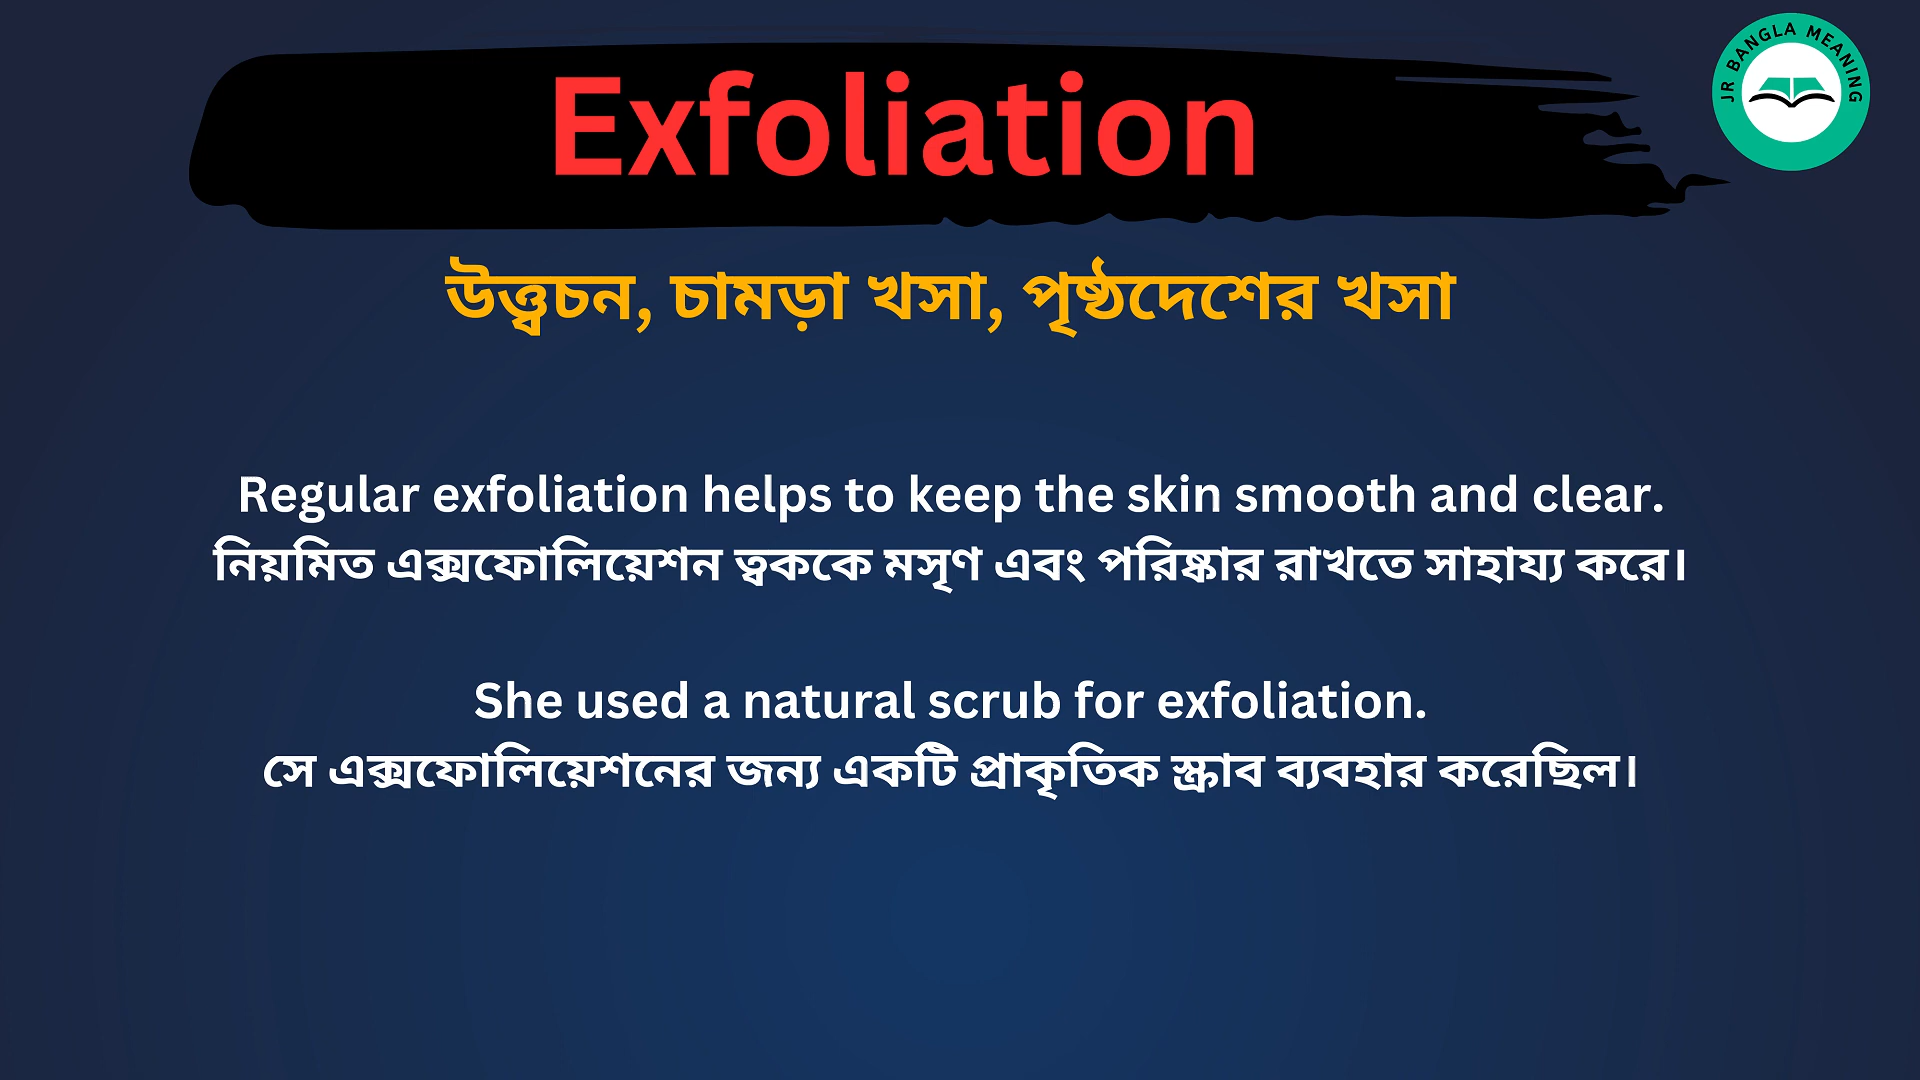 Exfoliation
JR BANGLA MEANING
উত্ত্বচন, চামড়া খসা, পৃষ্ঠদেশের খসা
Regular exfoliation helps to keep the skin smooth and clear.
নিয়মিত এক্সফোলিয়েশন ত্বককে মসৃণ এবং পরিষ্কার রাখতে সাহায্য করে।
She used a natural scrub for exfoliation.
সে এক্সফোলিয়েশনের জন্য একটি প্রাকৃতিক স্ক্রাব ব্যবহার করেছিল।